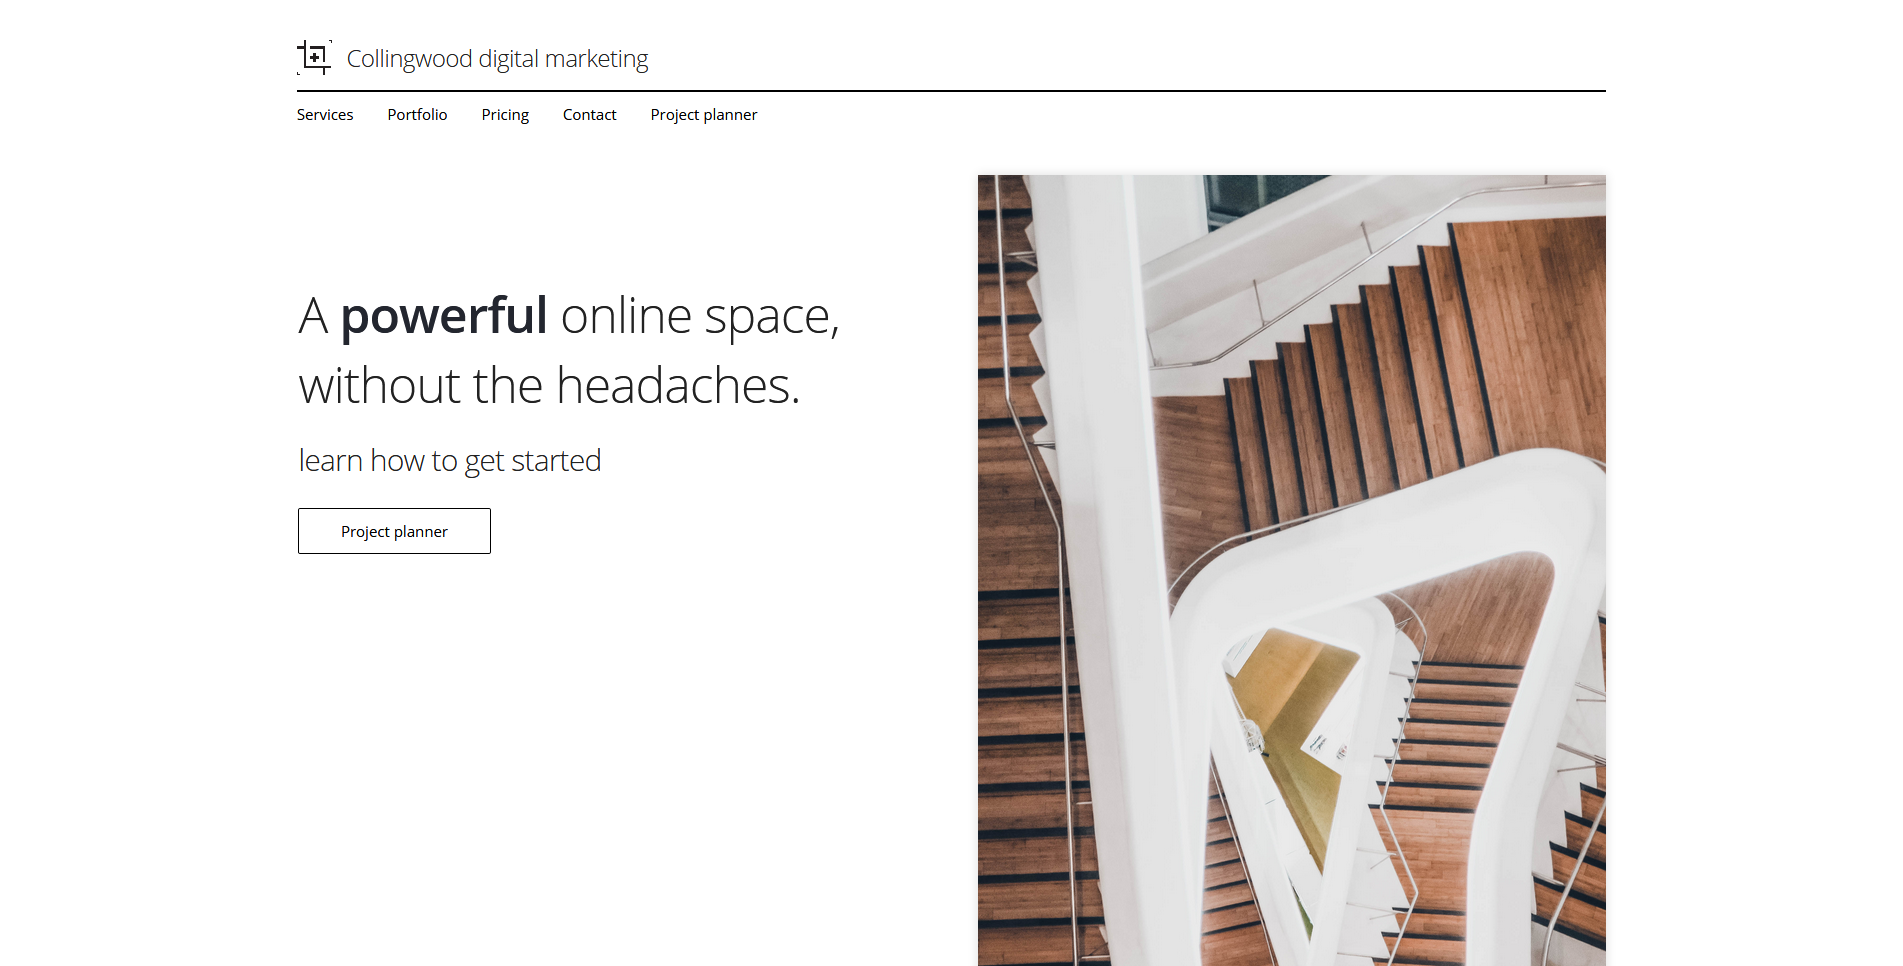 Collingwood digital marketing
Services Portfolio Pricing Contact Project planner
A powerful online space,
without the headaches.
learn how to get started
Project planner